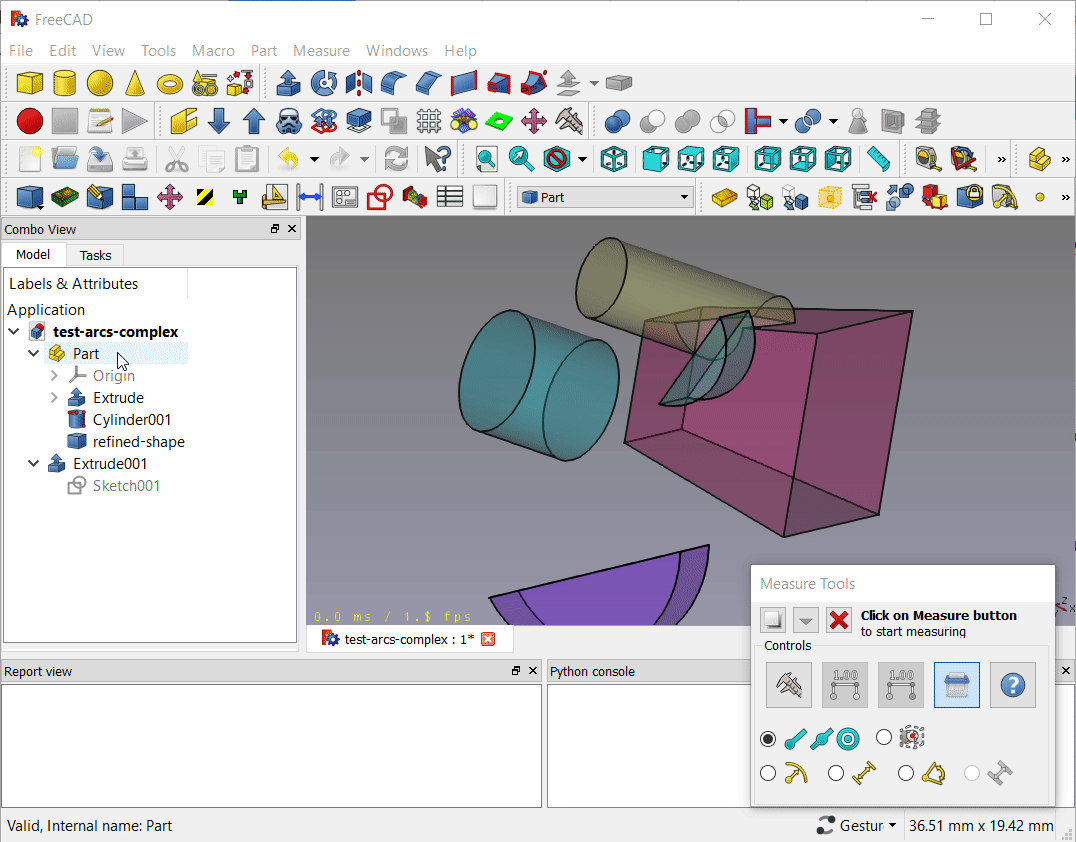 FreeCAD
File Edit View Tools Macro Part Measure Windows Help
Part
Combo View
Model Tasks
Labels & Attributes
Application
test-arcs-complex
Part
Origin
Extrude
Cylinder001
refined-shape
Extrude001
Sketch001
0.0 ms / 1.$ fps
z
x
test-arcs-complex : 1*
Measure Tools
Click on Measure button
to start measuring
Controls
1.00 1.00
?
Report view
Python console
Valid, Internal name: Part
Gestur
36.51 mm x 19.42 mm